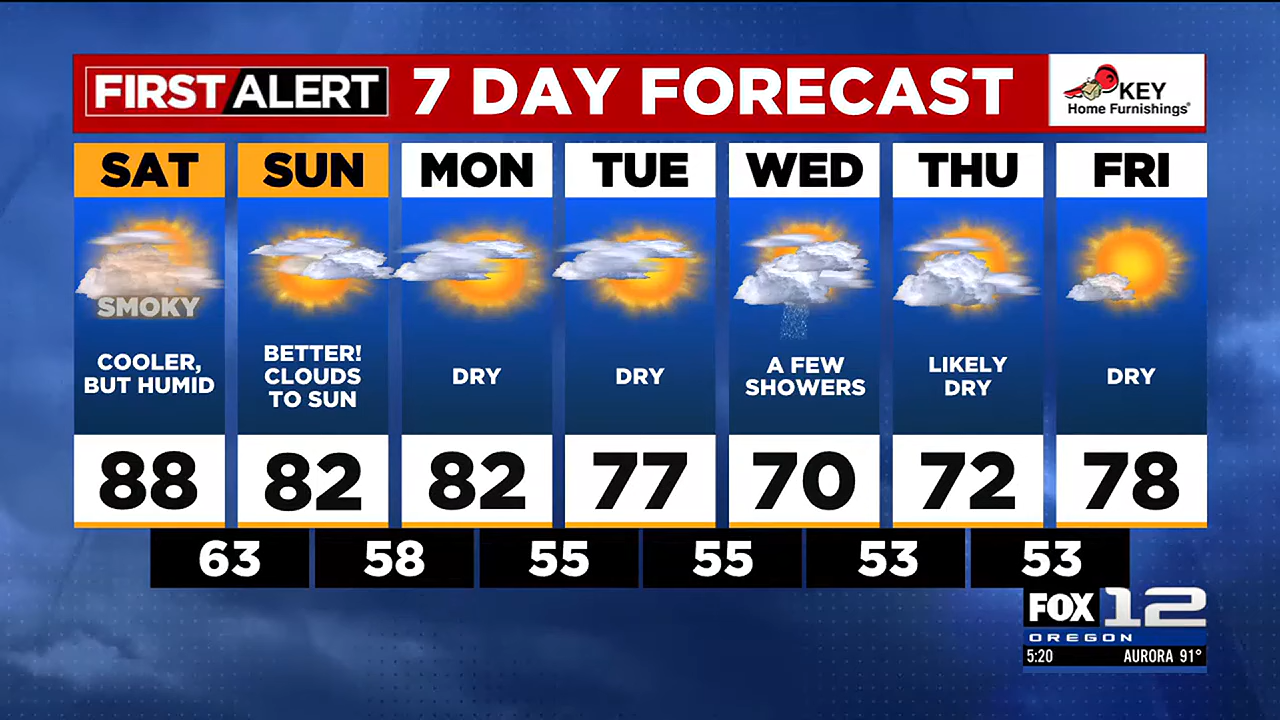 FIRST ALERT 7 DAY FORECAST
KEY
Home Furnishings®
SAT SUN MON TUE WED THU FRI
SMOKY
COOLER,
BUT HUMID
BETTER!
CLOUDS
TO SUN
DRY
DRY
A FEW
SHOWERS
LIKELY
DRY
DRY
88 82 82 77 70 72 78
63 58 55 55 53 53
FOX 12
OREGON
5:20 AURORA 91°